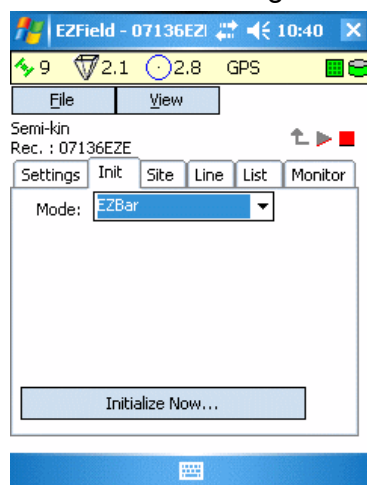 EZField - 07136EZI 10:40
9 2.1 2.8 GPS
File View
Semi-kin
Rec. : 07136EZE
Settings Init Site Line List Monitor
Mode: EZBar
Initialize Now...